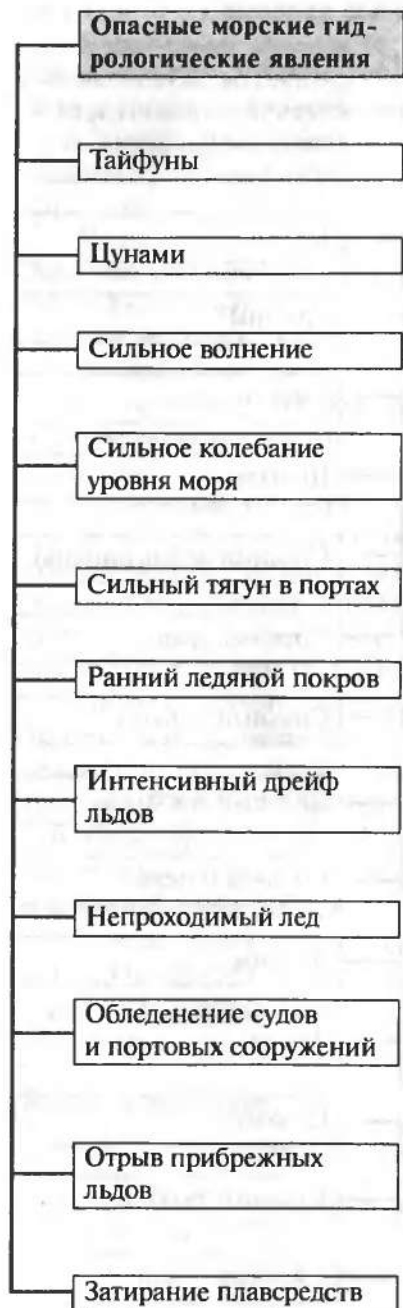 Опасные морские гид-
рологические явления
Тайфуны
Цунами
Сильное волнение
Сильное колебание
уровня моря
Сильный тягун в портах
Ранний ледяной покров
Интенсивный дрейф
льдов
Непроходимый лед
Обледенение судов
и портовых сооружений
Отрыв прибрежных
льдов
Затирание плавсредств